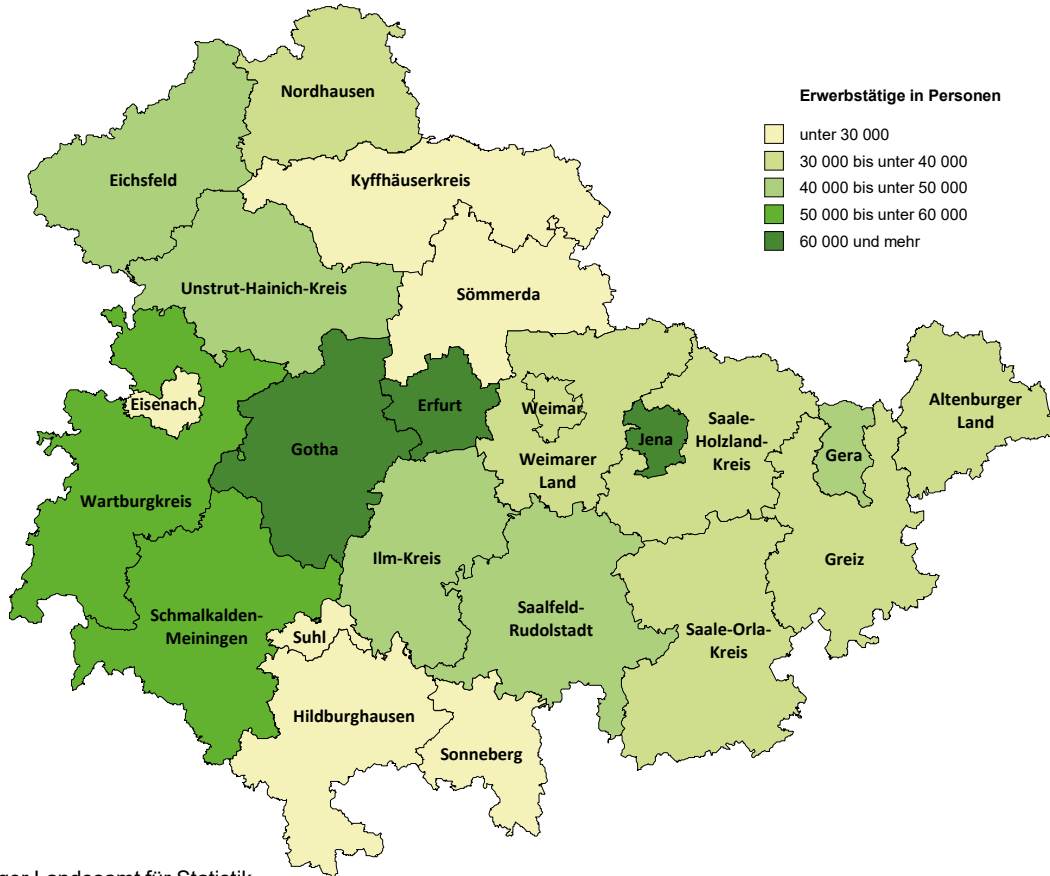 Nordhausen
Erwerbstätige in Personen
unter 30 000
30 000 bis unter 40 000
40 000 bis unter 50 000
50 000 bis unter 60 000
60 000 und mehr
Eichsfeld
Kyffhäuserkreis
Unstrut-Hainich-Kreis
Sömmerda
Eisenach
Erfurt
Weimar
Altenburger
Land
Saale-
Holzland-
Kreis
Jena
Gotha
Gera
Weimarer
Land
Wartburgkreis
Ilm-Kreis
Greiz
Saalfeld-
Rudolstadt
Schmalkalden-
Meiningen
Suhl
Saale-Orla-
Kreis
Hildburghausen
Sonneberg
Landesamt für Statistik